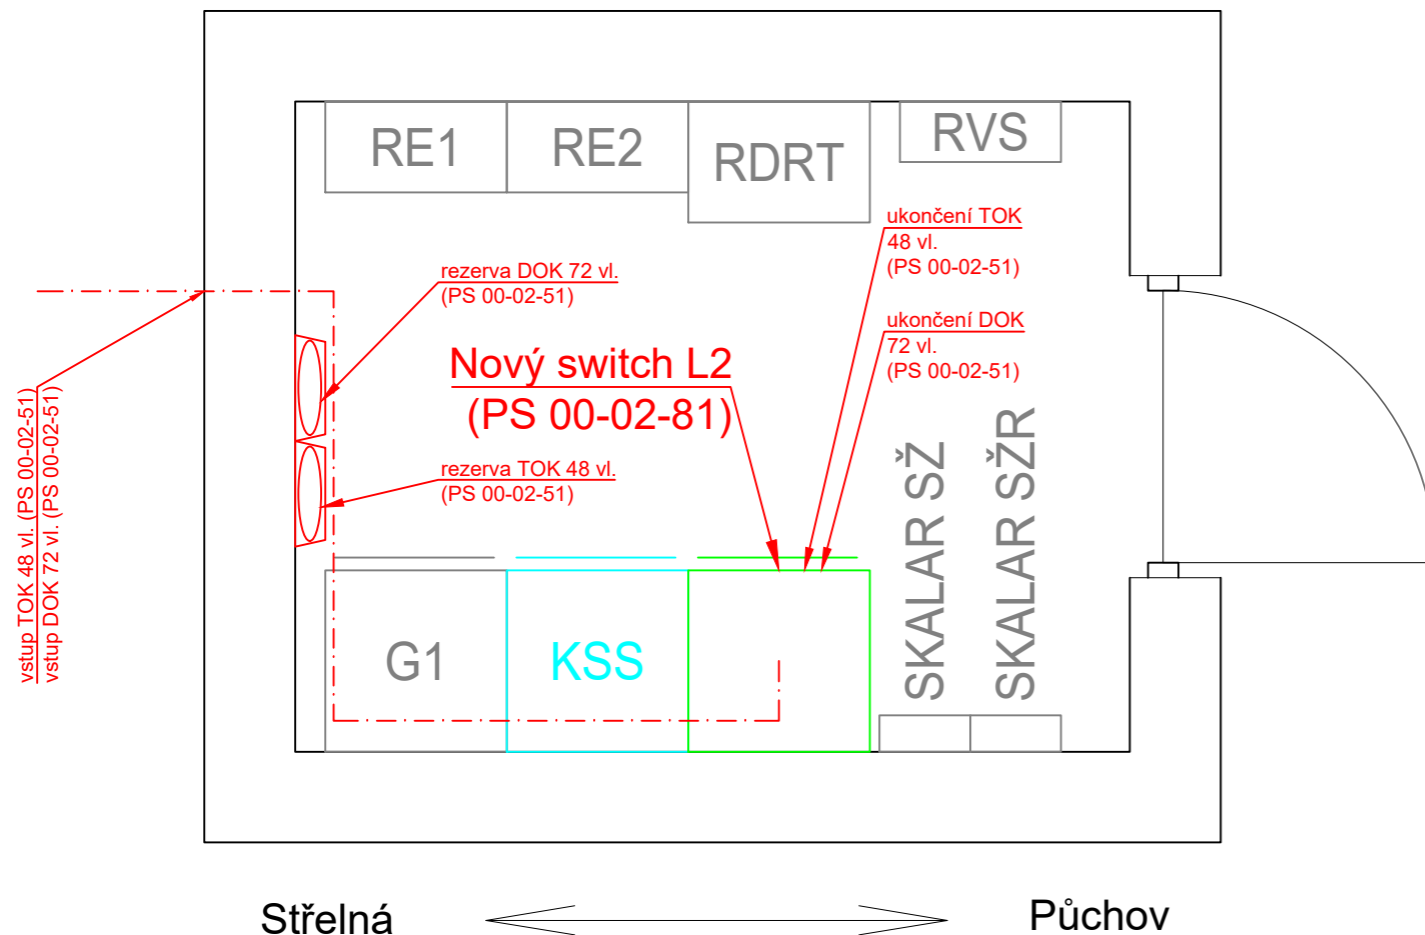 RE1
RE2
RDRT
RVS
ukončení TOK
48 vl.
(PS 00-02-51)
rezerva DOK 72 vl.
(PS 00-02-51)
ukončení DOK
72 vl.
(PS 00-02-51)
Nový switch L2
(PS 00-02-81)
rezerva TOK 48 vl.
(PS 00-02-51)
vstup TOK 48 vl. (PS 00-02-51)
vstup DOK 72 vl. (PS 00-02-51)
SKALAR SŽ
SKALAR SŽR
G1
KSS
Střelná
Půchov